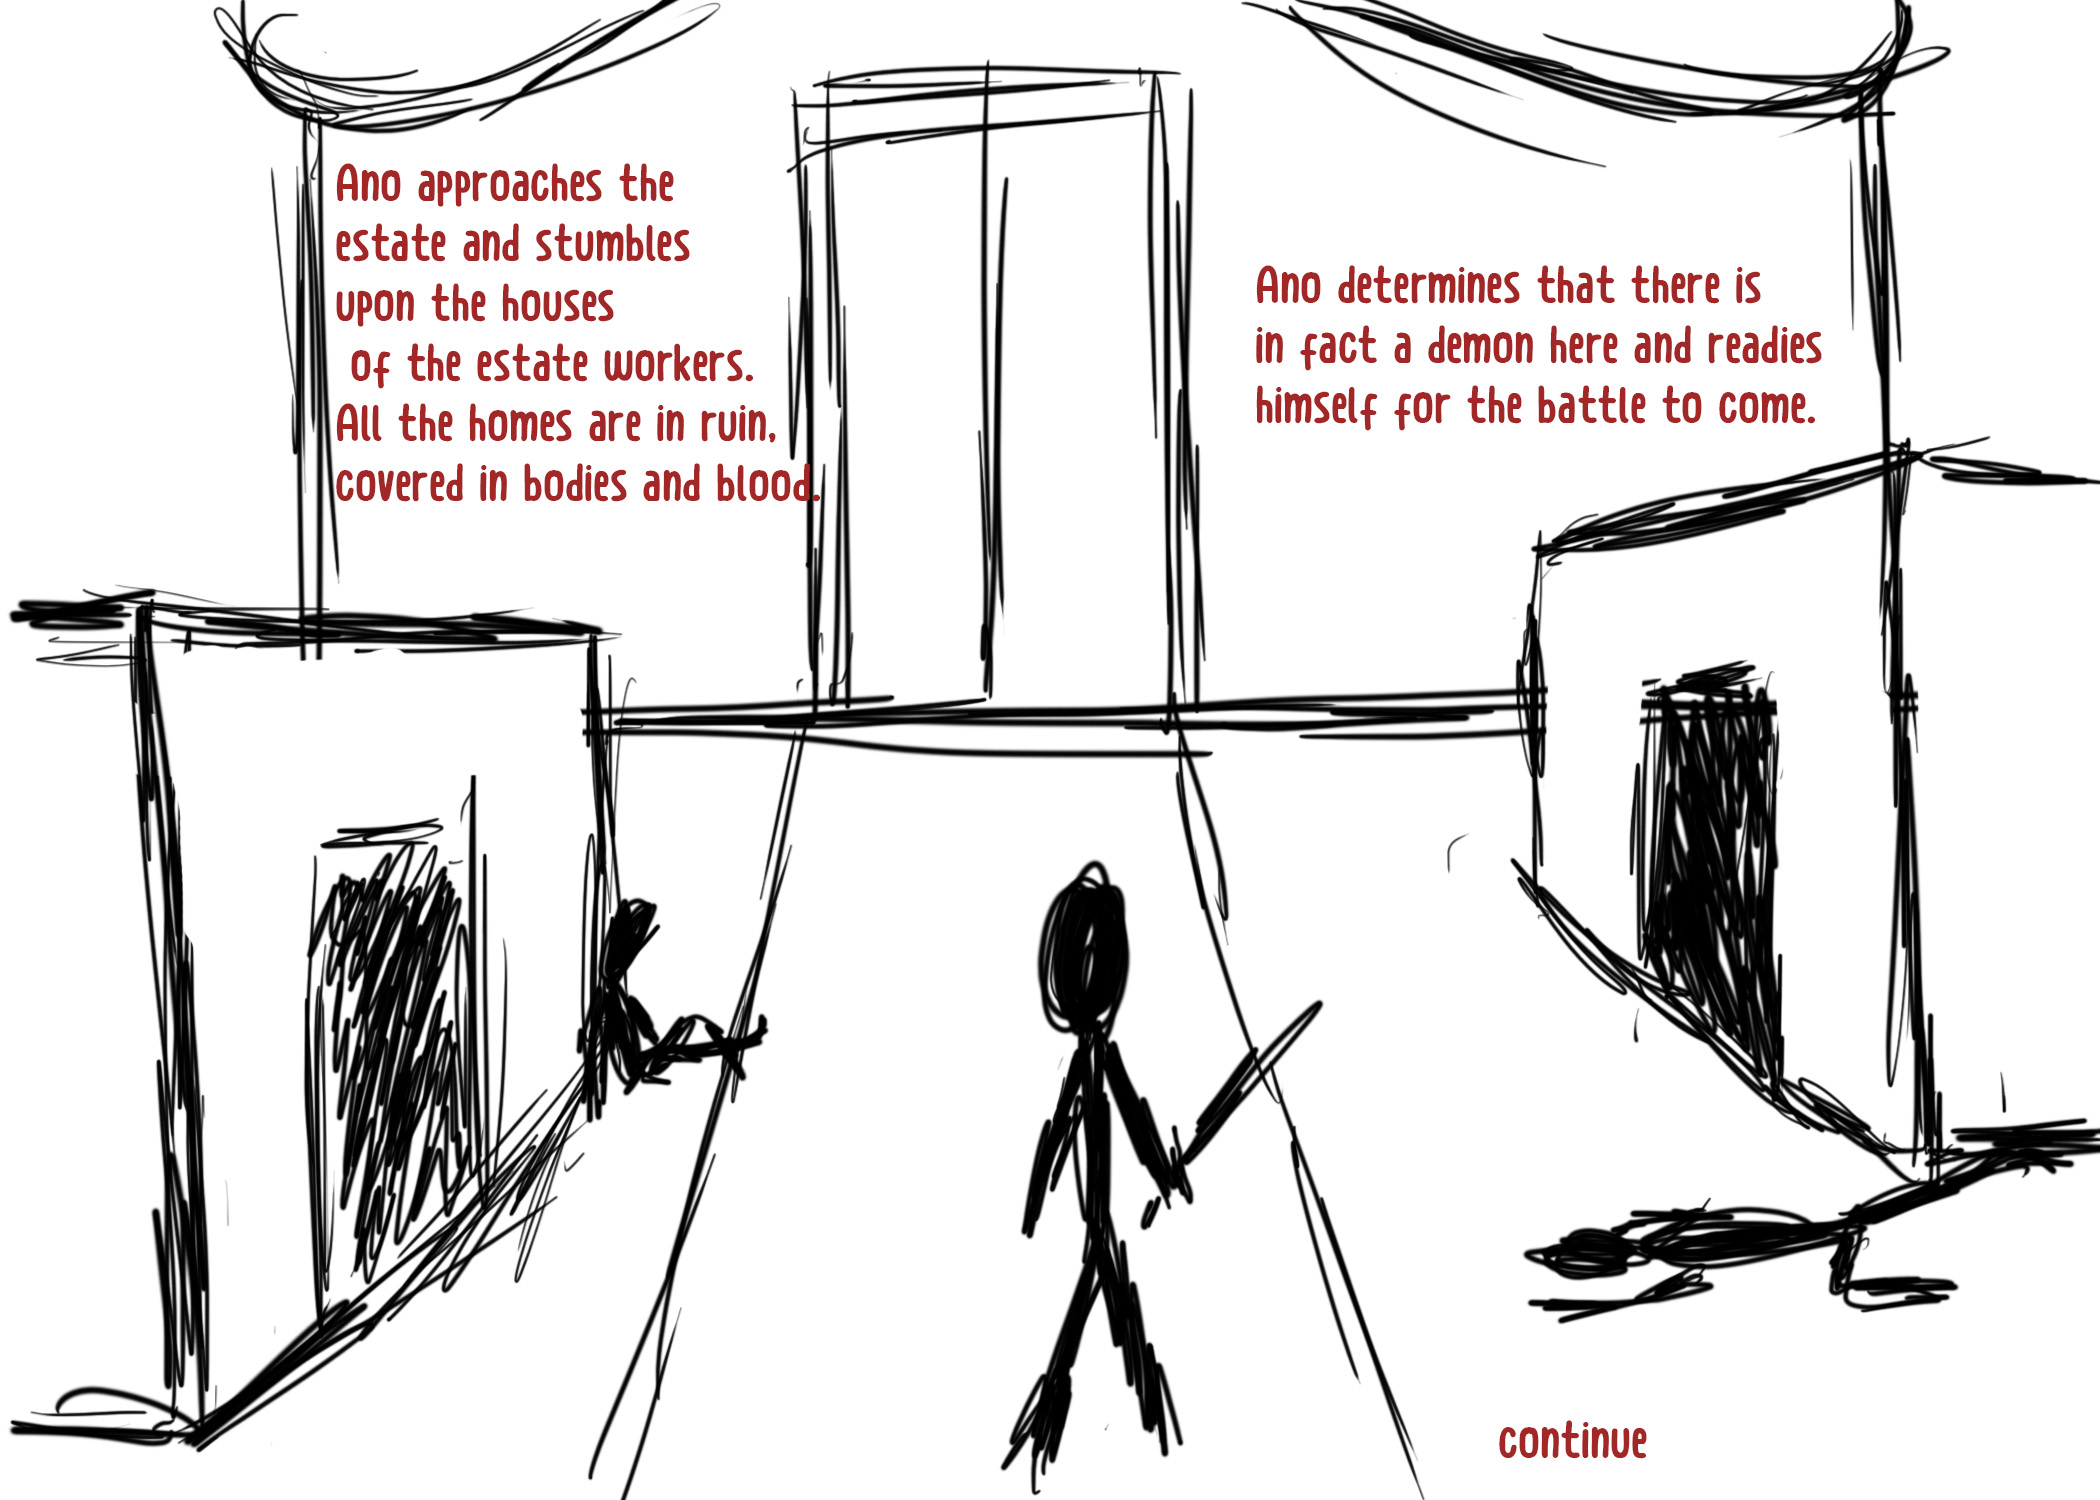 Ano approaches the
estate and stumbles
upon the houses
of the estate workers.
All the homes are in ruin,
covered in bodies and blood.
Ano determines that there is
in fact a demon here and readies
himself for the battle to come.
continue